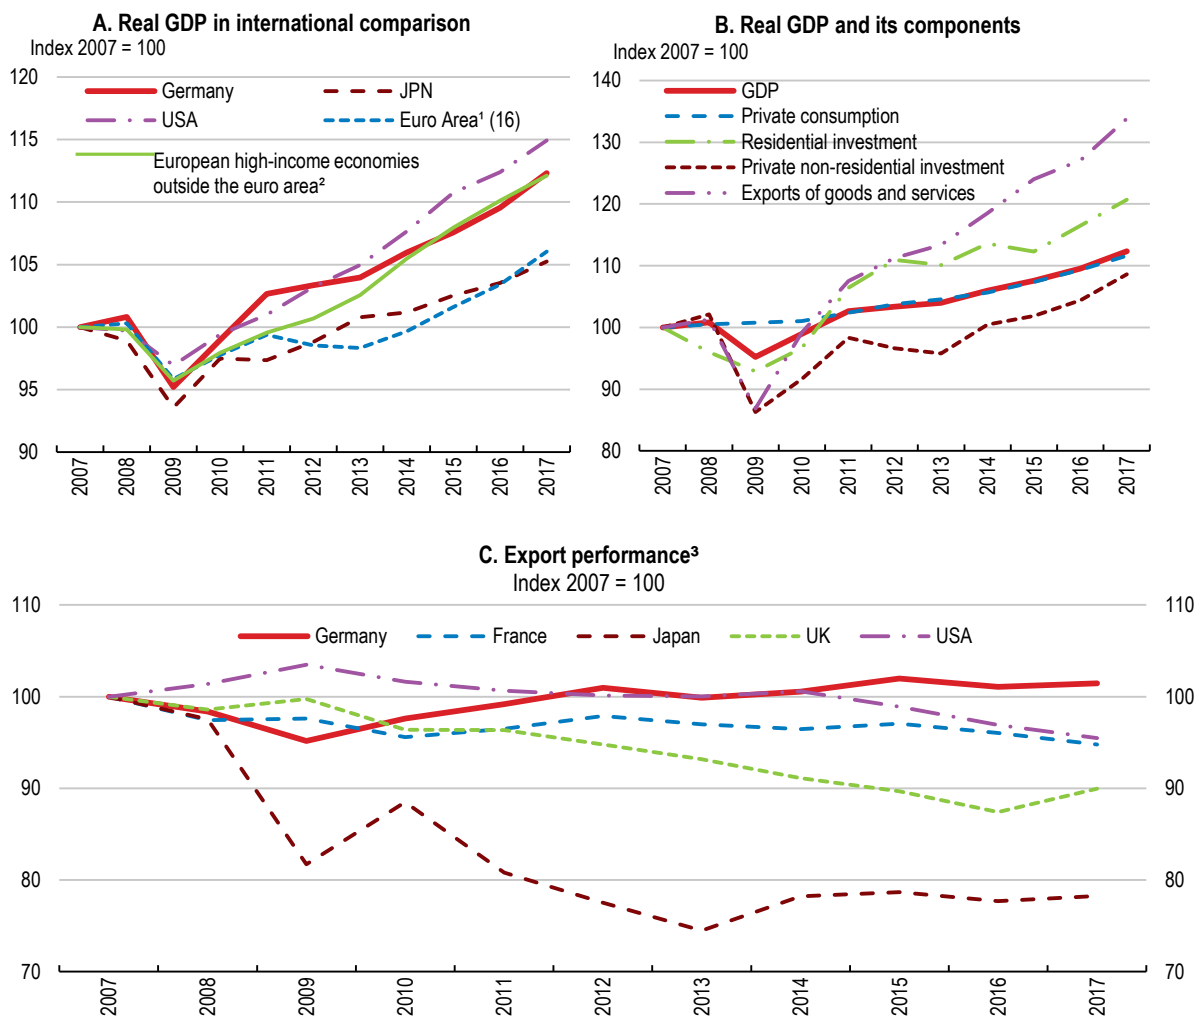 A. Real GDP in international comparison
Index 2007 = 100
120
115
110
105
100
95
90
Germany
JPN
USA
Euro Area¹ (16)
European high-income economies
outside the euro area²
2007
2008
2009
2010
2011
2012
2013
2014
2015
2016
2017
B. Real GDP and its components
Index 2007 = 100
140
130
120
110
100
90
80
GDP
Private consumption
Residential investment
Private non-residential investment
Exports of goods and services
2007
2008
2009
2010
2011
2012
2013
2014
2015
2016
2017
C. Export performance³
Index 2007 = 100
110
100
90
80
70
Germany
France
Japan
UK
USA
110
100
90
80
70
2007
2008
2009
2010
2011
2012
2013
2014
2015
2016
2017